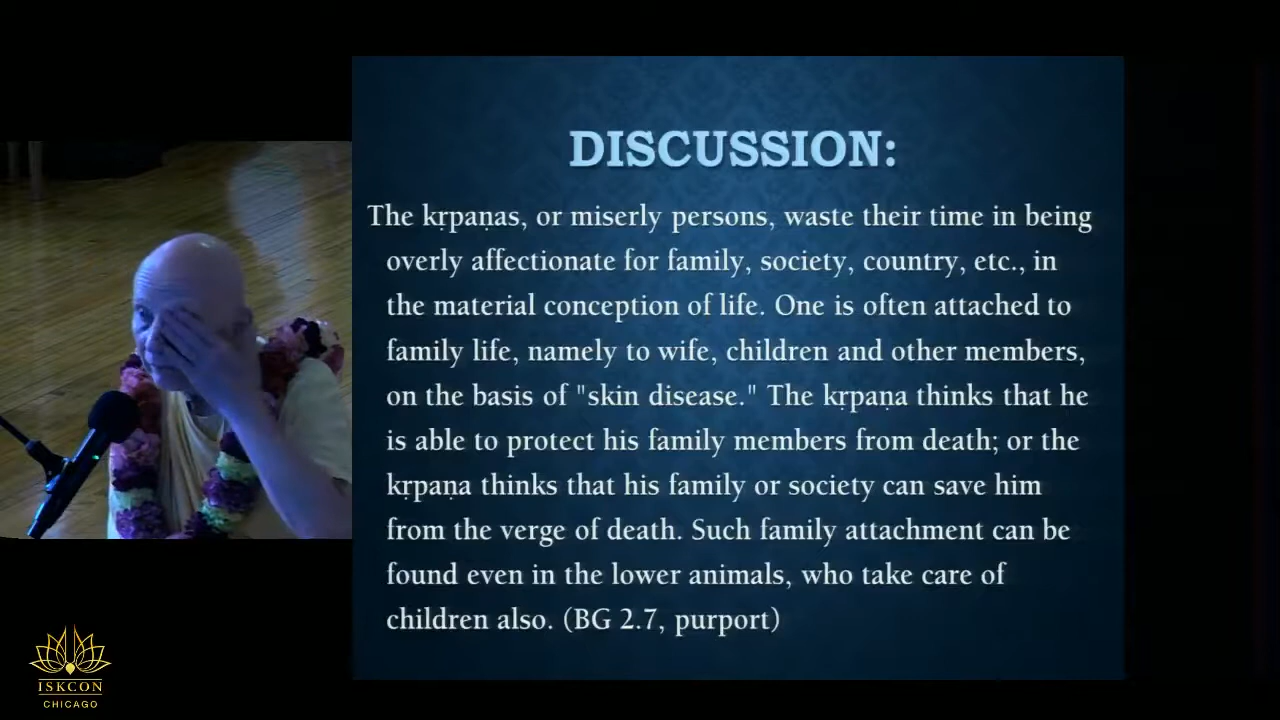 DISCUSSION:
The kṛpaṇas, or miserly persons, waste their time in being
overly affectionate for family, society, country, etc., in
the material conception of life. One is often attached to
family life, namely to wife, children and other members,
on the basis of "skin disease." The kṛpaṇa thinks that he
is able to protect his family members from death; or the
kṛpaṇa thinks that his family or society can save him
from the verge of death. Such family attachment can be
found even in the lower animals, who take care of
children also. (BG 2.7, purport)
ISKCON
CHICAGO